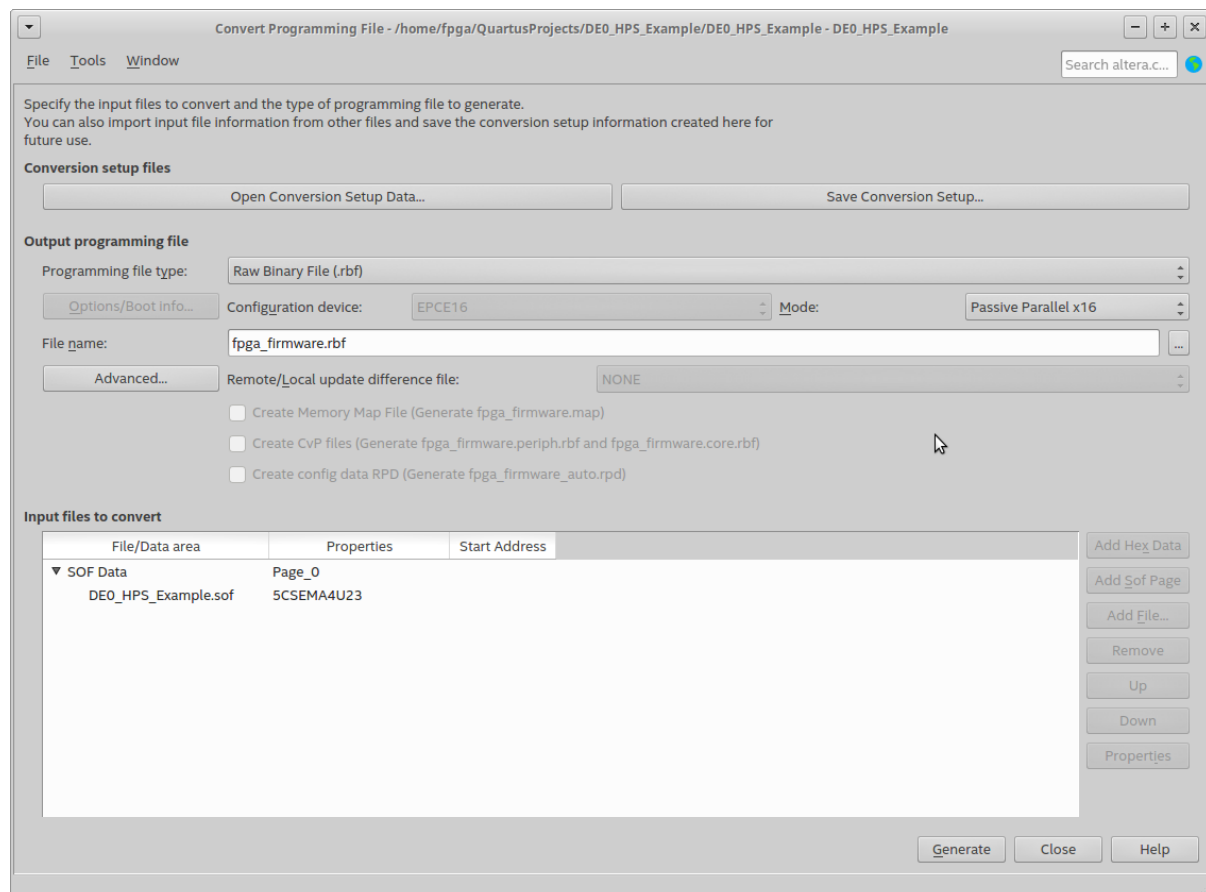 Convert Programming File - /home/fpga/QuartusProjects/DE0_HPS_Example/DE0_HPS_Example - DE0_HPS_Example
File Tools Window
Search altera.c...
Specify the input files to convert and the type of programming file to generate.
You can also import input file information from other files and save the conversion setup information created here for
future use.
Conversion setup files
Open Conversion Setup Data... Save Conversion Setup...
Output programming file
Programming file type: Raw Binary File (.rbf)
Options/Boot info... Configuration device: EPCE16 Mode: Passive Parallel x16
File name: fpga_firmware.rbf ...
Advanced... Remote/Local update difference file: NONE
Create Memory Map File (Generate fpga_firmware.map)
Create CvP files (Generate fpga_firmware.periph.rbf and fpga_firmware.core.rbf)
Create config data RPD (Generate fpga_firmware_auto.rpd)
Input files to convert
File/Data area Properties Start Address
SOF Data Page_0
DE0_HPS_Example.sof 5CSEMA4U23
Add Hex Data
Add Sof Page
Add File...
Remove
Up
Down
Properties
Generate Close Help